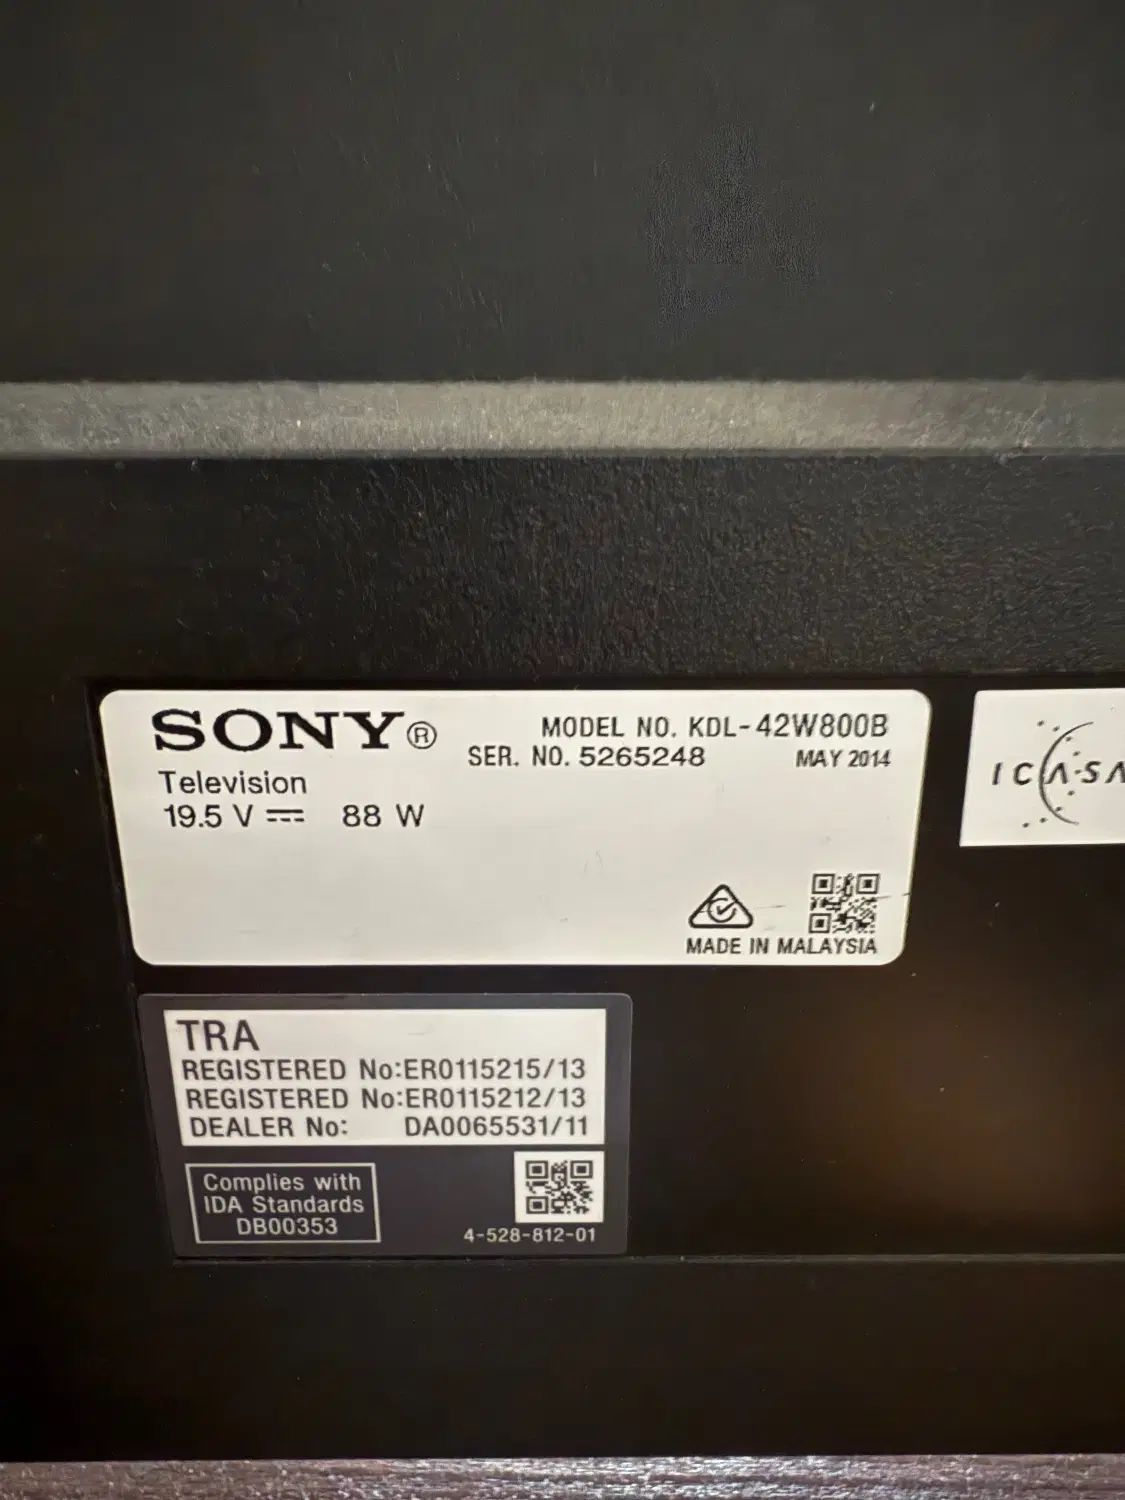 SONY®
MODEL NO. KDL-42W800B
SER. NO. 5265248 MAY 2014
Television
19.5 V ⎓ 88 W
MADE IN MALAYSIA
ICASA
TRA
REGISTERED No:ER0115215/13
REGISTERED No:ER0115212/13
DEALER No: DA0065531/11
Complies with
IDA Standards
DB00353
4-528-812-01